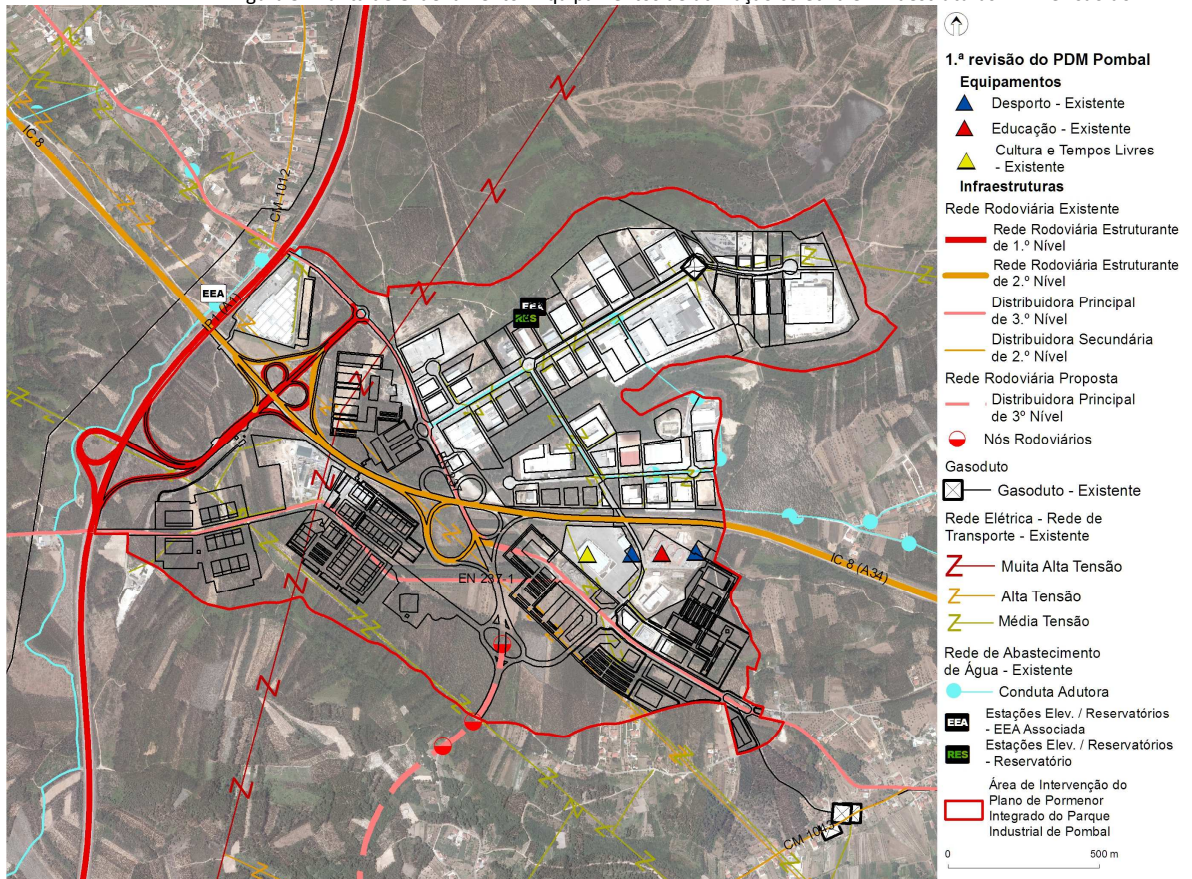 1.ª revisão do PDM Pombal
Equipamentos
Desporto - Existente
Educação - Existente
Cultura e Tempos Livres
- Existente
Infraestruturas
Rede Rodoviária Existente
Rede Rodoviária Estruturante
de 1.º Nível
Rede Rodoviária Estruturante
de 2.º Nível
Distribuidora Principal
de 3.º Nível
Distribuidora Secundária
de 2.º Nível
Rede Rodoviária Proposta
Distribuidora Principal
de 3º Nível
Nós Rodoviários
Gasoduto
Gasoduto - Existente
Rede Elétrica - Rede de
Transporte - Existente
Muita Alta Tensão
Alta Tensão
Média Tensão
Rede de Abastecimento
de Água - Existente
Conduta Adutora
EEA
Estações Elev. / Reservatórios
- EEA Associada
RES
Estações Elev. / Reservatórios
- Reservatório
Área de Intervenção do
Plano de Pormenor
Integrado do Parque
Industrial de Pombal
0 500 m
IC 8
CM 1012
EEA
IP1 (A1)
EEA
RES
EN 237-1
IC 8 (A34)
CM 1043